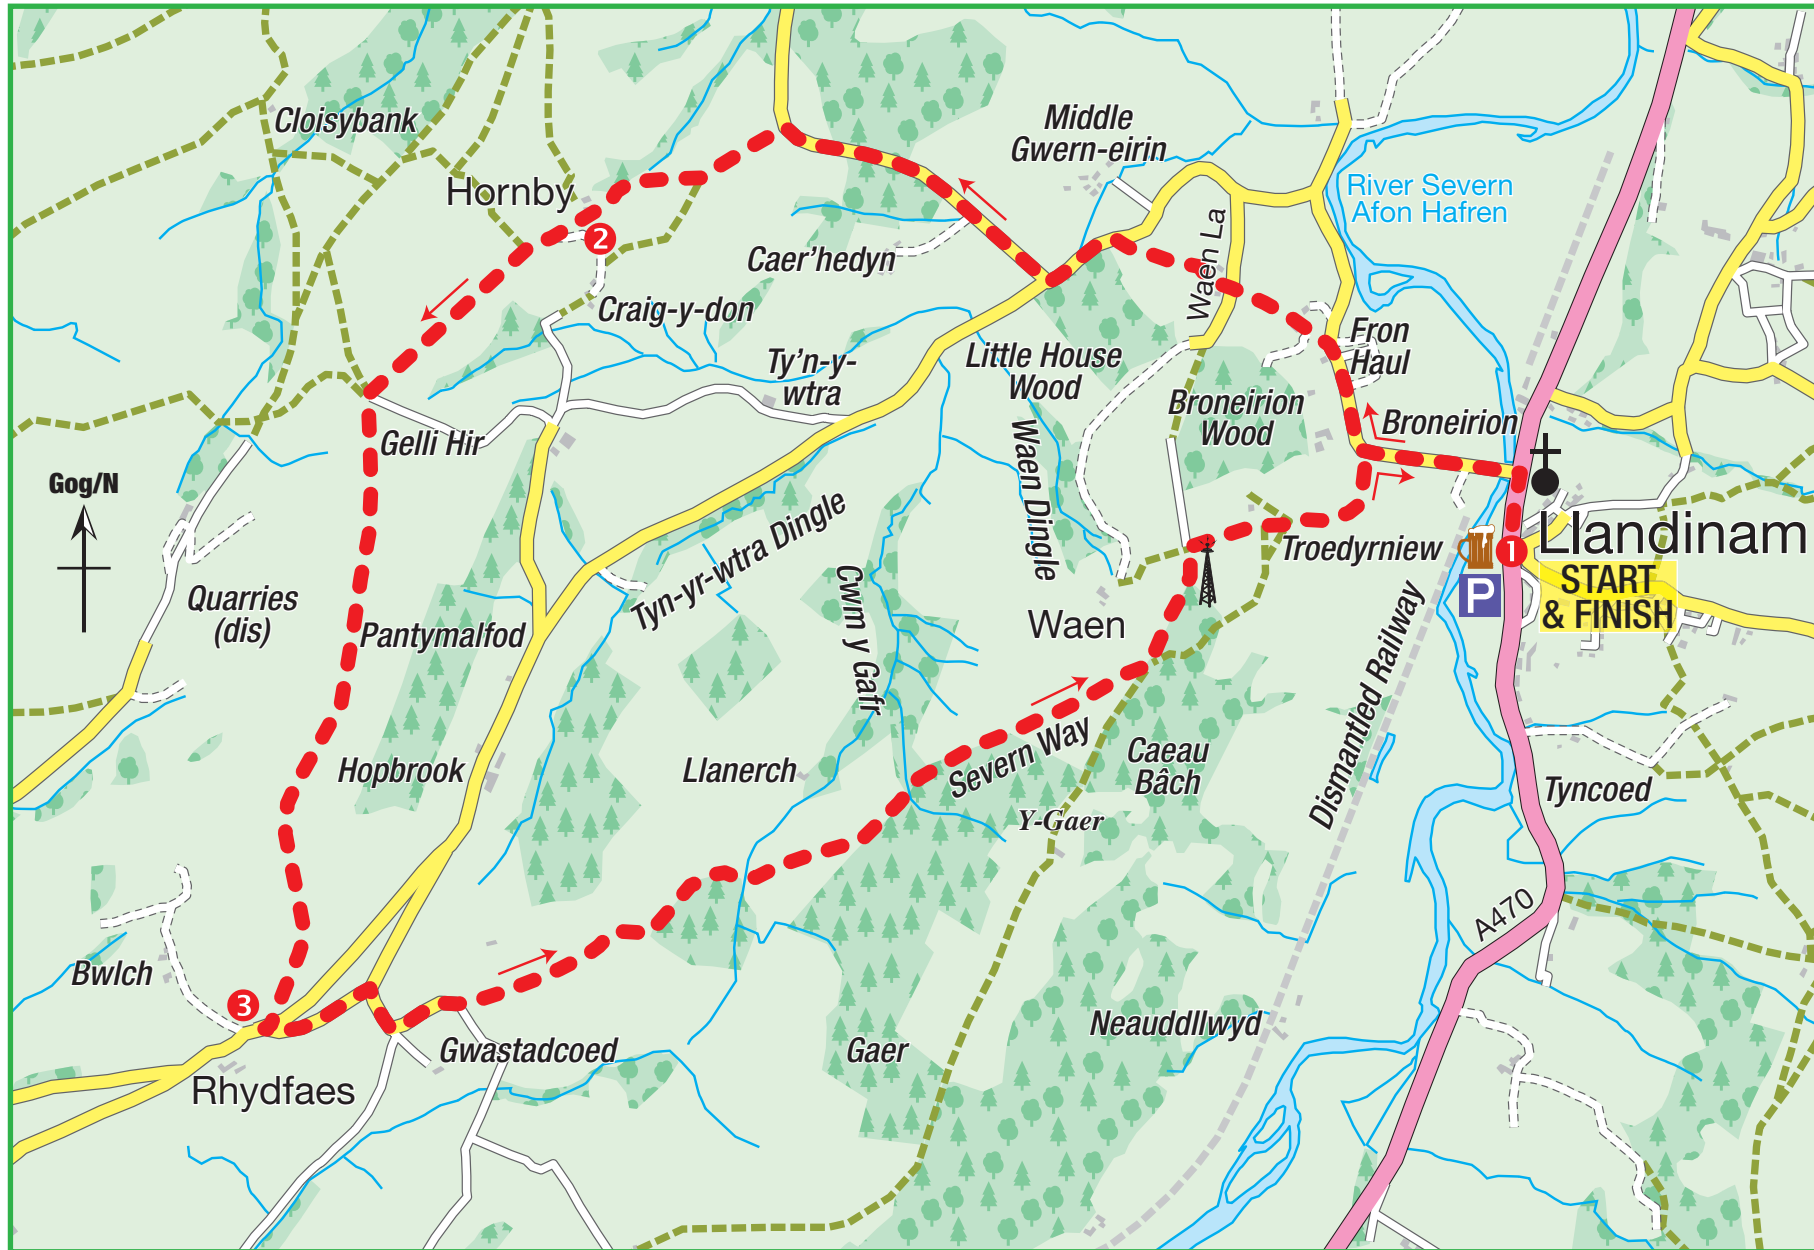 Cloisybank
Middle
Gwern-eirin
Hornby
River Severn
Afon Hafren
2
Caer'hedyn
Waen La
Craig-y-don
Fron
Haul
Little House
Wood
Ty'n-y-
wtra
Broneirion
Wood
Broneirion
Gelli Hir
Waen Dingle
Gog/N
Llandinam
1
START
& FINISH
P
Troedyrniew
Tyn-yr-wtra Dingle
Cwm y Gafr
Quarries
(dis)
Pantymalfod
Waen
Dismantled Railway
Severn Way
Caeau
Bâch
Hopbrook
Llanerch
Tyncoed
Y-Gaer
A470
Bwlch
3
Neauddllwyd
Gwastadcoed
Gaer
Rhydfaes